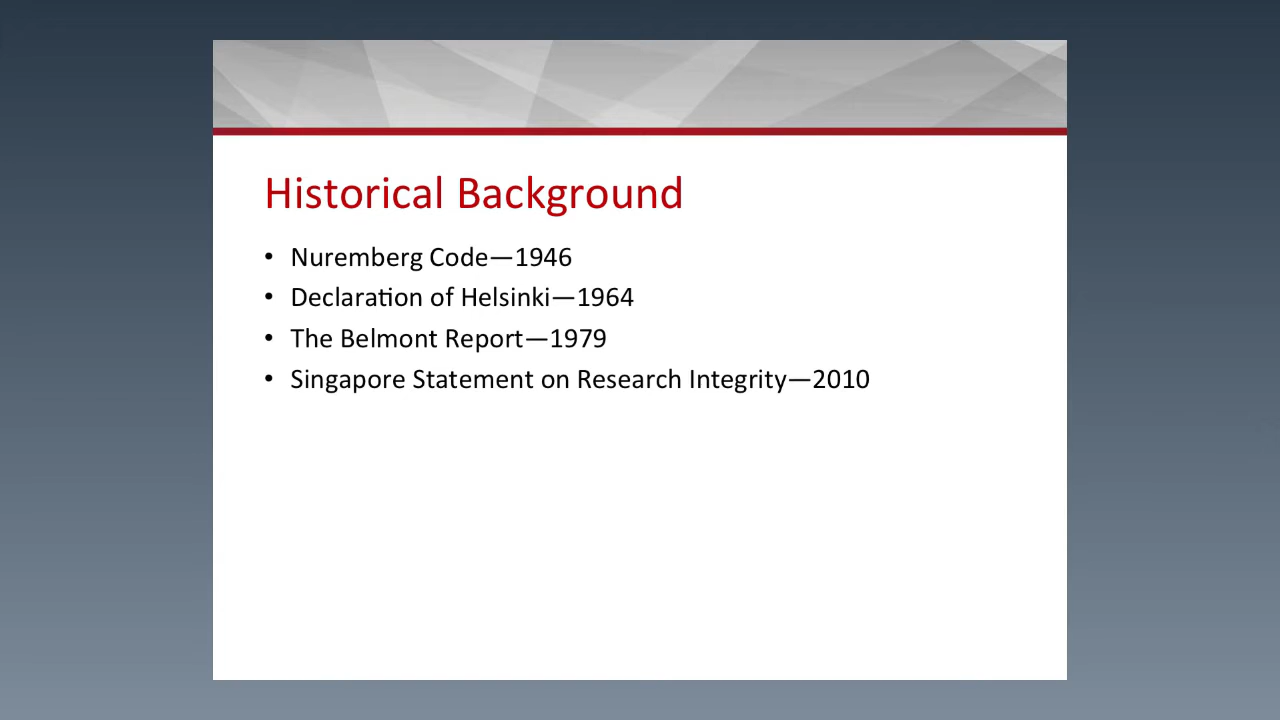 Historical Background
• Nuremberg Code—1946
• Declaration of Helsinki—1964
• The Belmont Report—1979
• Singapore Statement on Research Integrity—2010